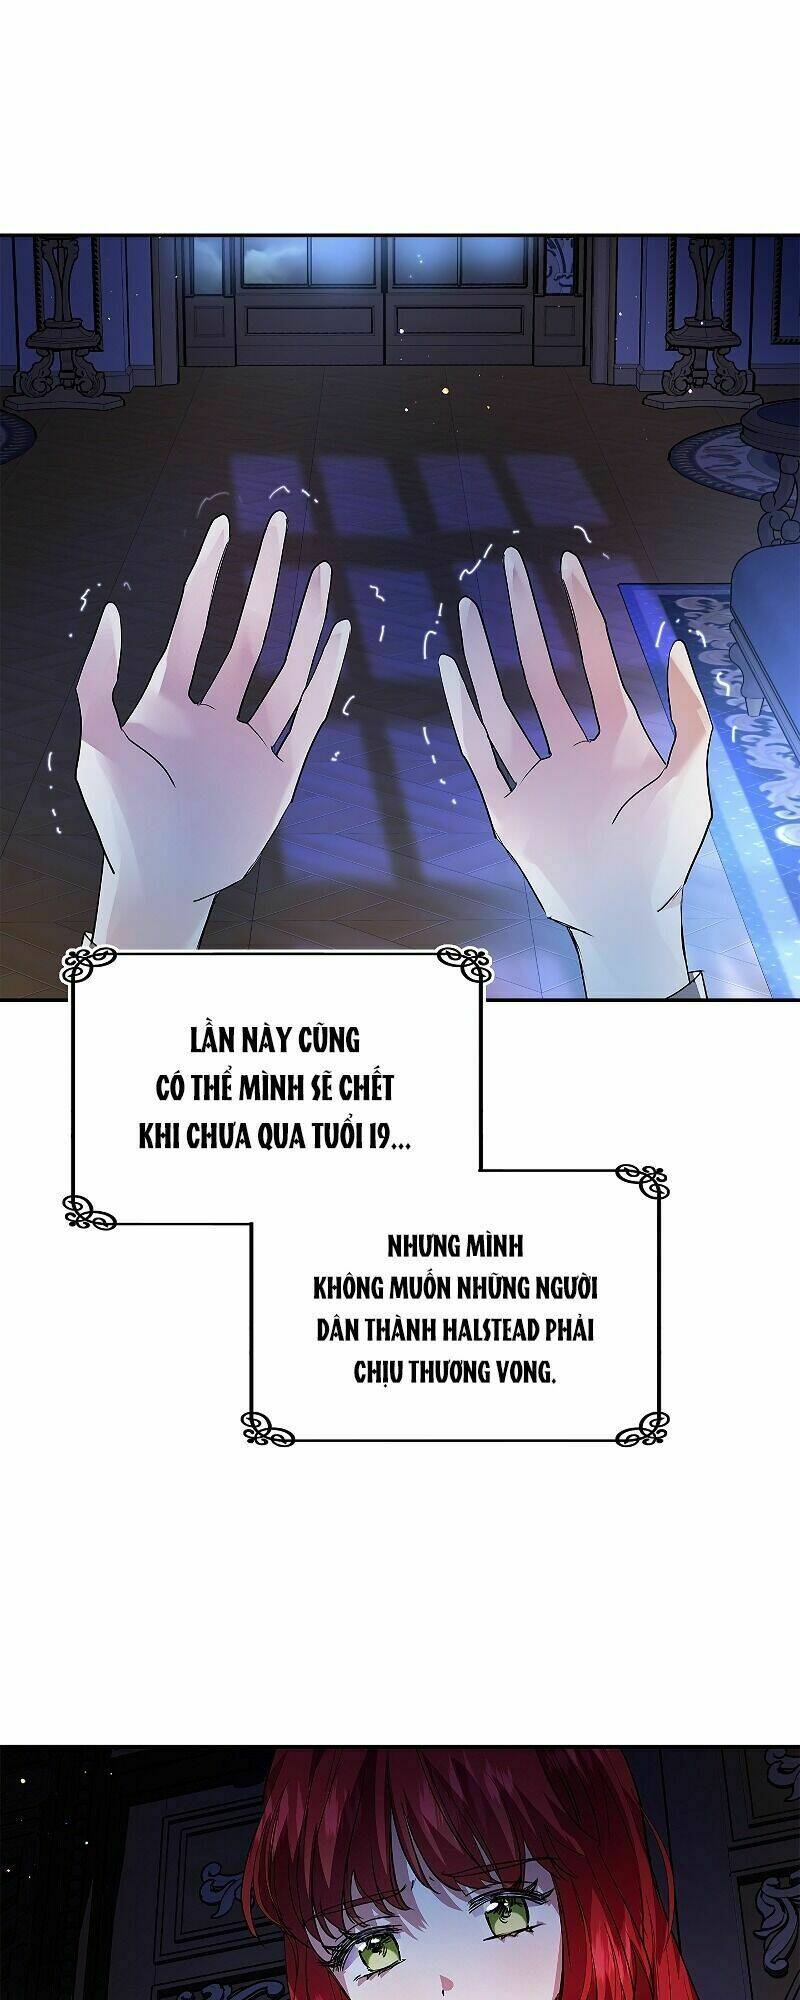 LẦN NÀY CŨNG
CÓ THỂ MÌNH SẼ CHẾT
KHI CHƯA QUA TUỔI 19...
NHƯNG MÌNH
KHÔNG MUỐN NHỮNG NGƯỜI
DÂN THÀNH HALSTEAD PHẢI
CHỊU THƯƠNG VONG.